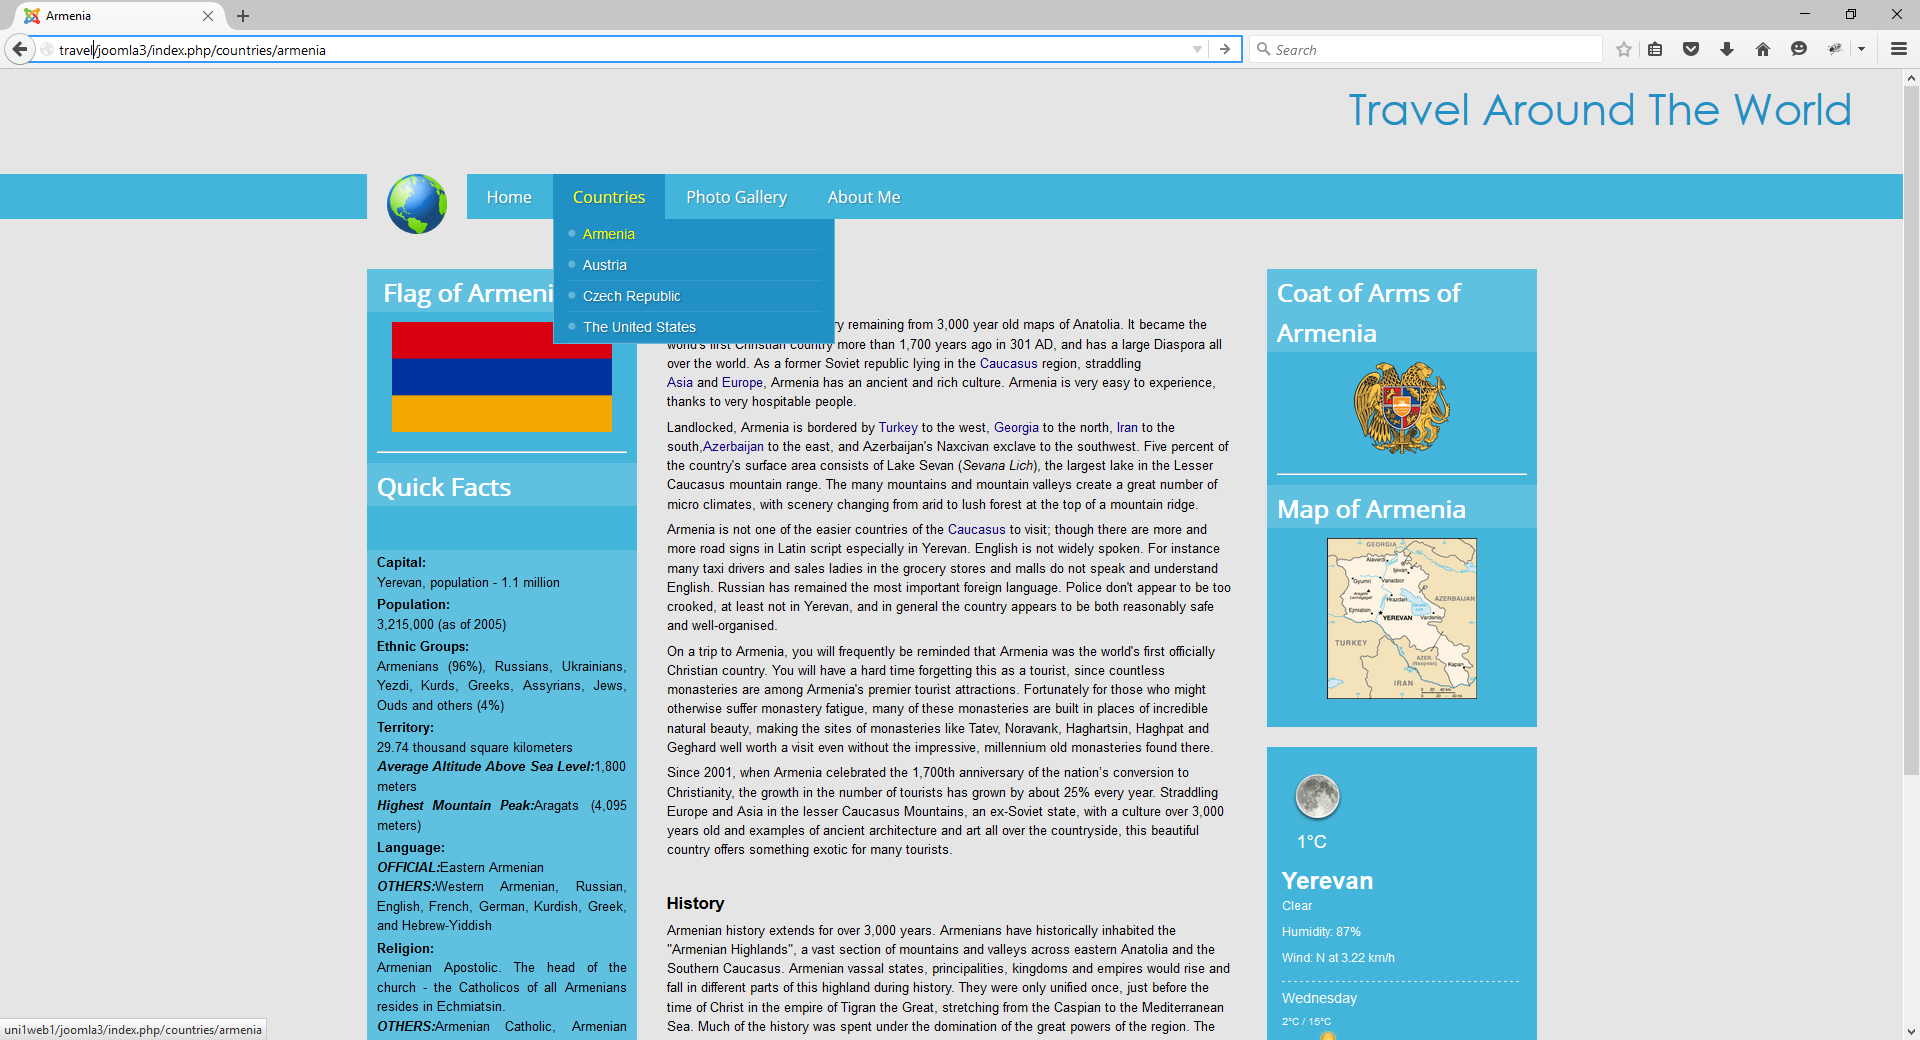 Armenia
travel/joomla3/index.php/countries/armenia
Search
Travel Around The World
Home
Countries
Photo Gallery
About Me
Armenia
Austria
Czech Republic
The United States
Flag of Armeni
Quick Facts
Capital:
Yerevan, population - 1.1 million
Population:
3,215,000 (as of 2005)
Ethnic Groups:
Armenians (96%), Russians, Ukrainians,
Yezdi, Kurds, Greeks, Assyrians, Jews,
Ouds and others (4%)
Territory:
29.74 thousand square kilometers
Average Altitude Above Sea Level:1,800
meters
Highest Mountain Peak:Aragats (4,095
meters)
Language:
OFFICIAL:Eastern Armenian
OTHERS:Western Armenian, Russian,
English, French, German, Kurdish, Greek,
and Hebrew-Yiddish
Religion:
Armenian Apostolic. The head of the
church - the Catholicos of all Armenians
resides in Echmiatsin.
OTHERS:Armenian Catholic, Armenian
remaining from 3,000 year old maps of Anatolia. It became the
world's first Christian country more than 1,700 years ago in 301 AD, and has a large Diaspora all
over the world. As a former Soviet republic lying in the Caucasus region, straddling
Asia and Europe, Armenia has an ancient and rich culture. Armenia is very easy to experience,
thanks to very hospitable people.
Landlocked, Armenia is bordered by Turkey to the west, Georgia to the north, Iran to the
south,Azerbaijan to the east, and Azerbaijan's Naxcivan exclave to the southwest. Five percent of
the country's surface area consists of Lake Sevan (Sevana Lich), the largest lake in the Lesser
Caucasus mountain range. The many mountains and mountain valleys create a great number of
micro climates, with scenery changing from arid to lush forest at the top of a mountain ridge.
Armenia is not one of the easier countries of the Caucasus to visit; though there are more and
more road signs in Latin script especially in Yerevan. English is not widely spoken. For instance
many taxi drivers and sales ladies in the grocery stores and malls do not speak and understand
English. Russian has remained the most important foreign language. Police don't appear to be too
crooked, at least not in Yerevan, and in general the country appears to be both reasonably safe
and well-organised.
On a trip to Armenia, you will frequently be reminded that Armenia was the world's first officially
Christian country. You will have a hard time forgetting this as a tourist, since countless
monasteries are among Armenia's premier tourist attractions. Fortunately for those who might
otherwise suffer monastery fatigue, many of these monasteries are built in places of incredible
natural beauty, making the sites of monasteries like Tatev, Noravank, Haghartsin, Haghpat and
Geghard well worth a visit even without the impressive, millennium old monasteries found there.
Since 2001, when Armenia celebrated the 1,700th anniversary of the nation's conversion to
Christianity, the growth in the number of tourists has grown by about 25% every year. Straddling
Europe and Asia in the lesser Caucasus Mountains, an ex-Soviet state, with a culture over 3,000
years old and examples of ancient architecture and art all over the countryside, this beautiful
country offers something exotic for many tourists.
History
Armenian history extends for over 3,000 years. Armenians have historically inhabited the
"Armenian Highlands", a vast section of mountains and valleys across eastern Anatolia and the
Southern Caucasus. Armenian vassal states, principalities, kingdoms and empires would rise and
fall in different parts of this highland during history. They were only unified once, just before the
time of Christ in the empire of Tigran the Great, stretching from the Caspian to the Mediterranean
Sea. Much of the history was spent under the domination of the great powers of the region. The
Coat of Arms of
Armenia
Map of Armenia
GEORGIA
Alaverdi
Ijevan
Gyumri
Vanadzor
Hrazdan
AZERBAIJAN
Ejmiatsin
YEREVAN
Vardenis
TURKEY
AZER.
(Naxçivan)
Kapan
IRAN
1°C
Yerevan
Clear
Humidity: 87%
Wind: N at 3.22 km/h
Wednesday
2°C / 15°C
uni1web1/joomla3/index.php/countries/armenia